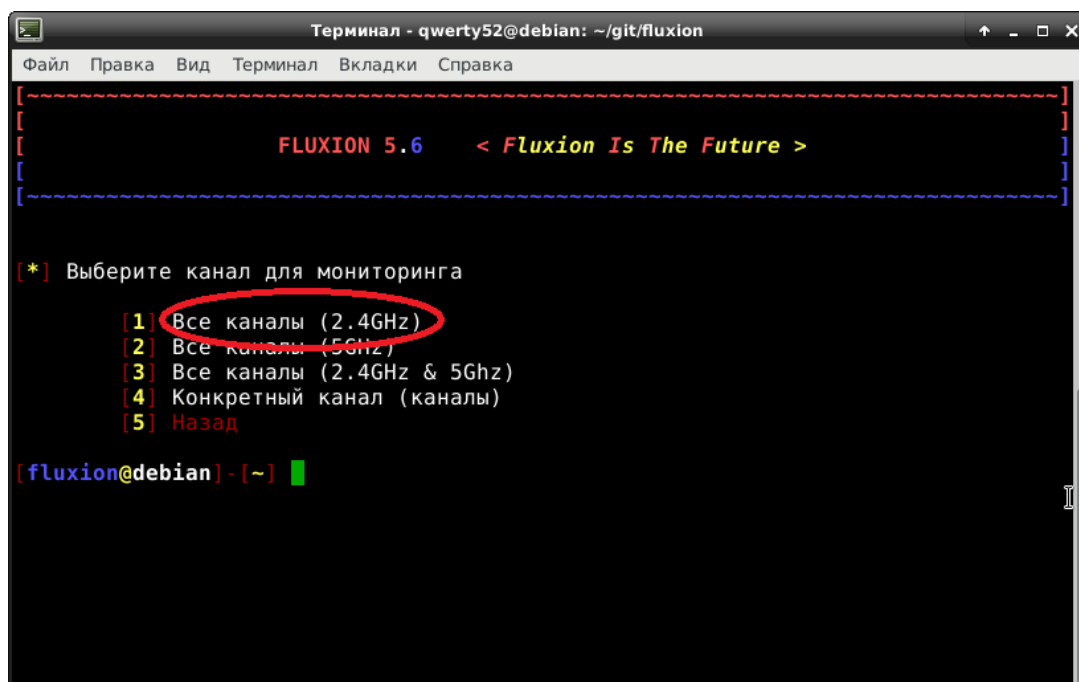 Терминал - qwerty52@debian: ~/git/fluxion
Файл Правка Вид Терминал Вкладки Справка
[~~~~~~~~~~~~~~~~~~~~~~~~~~~~~~~~~~~~~~~~~~~~~~~~~~~~~~~~~~~~~~~~~~~~~~~~~~~~~~]
[ ]
[ FLUXION 5.6 < Fluxion Is The Future > ]
[ ]
[~~~~~~~~~~~~~~~~~~~~~~~~~~~~~~~~~~~~~~~~~~~~~~~~~~~~~~~~~~~~~~~~~~~~~~~~~~~~~~]
[*] Выберите канал для мониторинга
[1] Все каналы (2.4GHz)
[2] Все каналы (5GHz)
[3] Все каналы (2.4GHz & 5Ghz)
[4] Конкретный канал (каналы)
[5] Назад
[fluxion@debian]-[~]